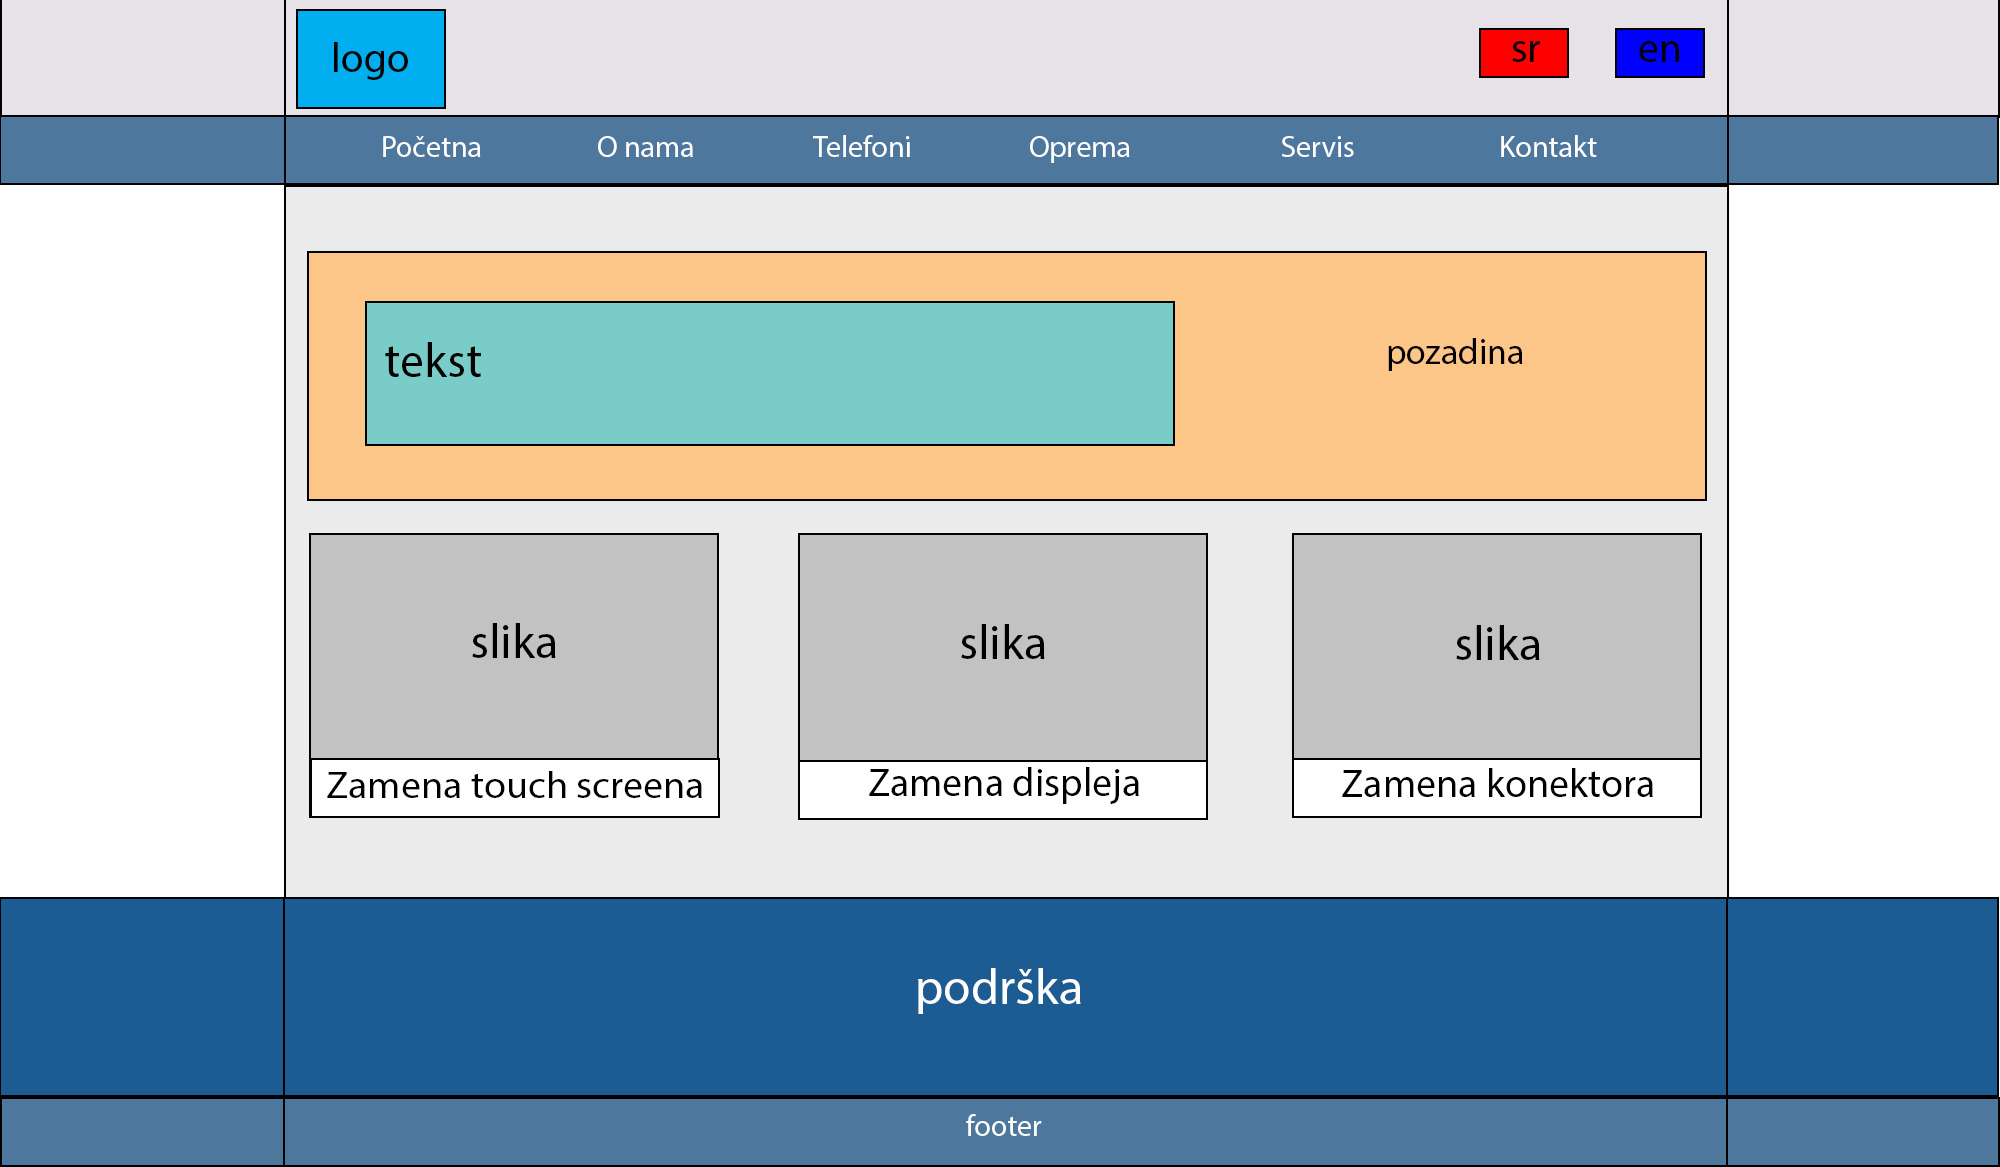 logo
sr
en
Početna
O nama
Telefoni
Oprema
Servis
Kontakt
tekst
pozadina
slika
slika
slika
Zamena touch screena
Zamena displeja
Zamena konektora
podrška
footer